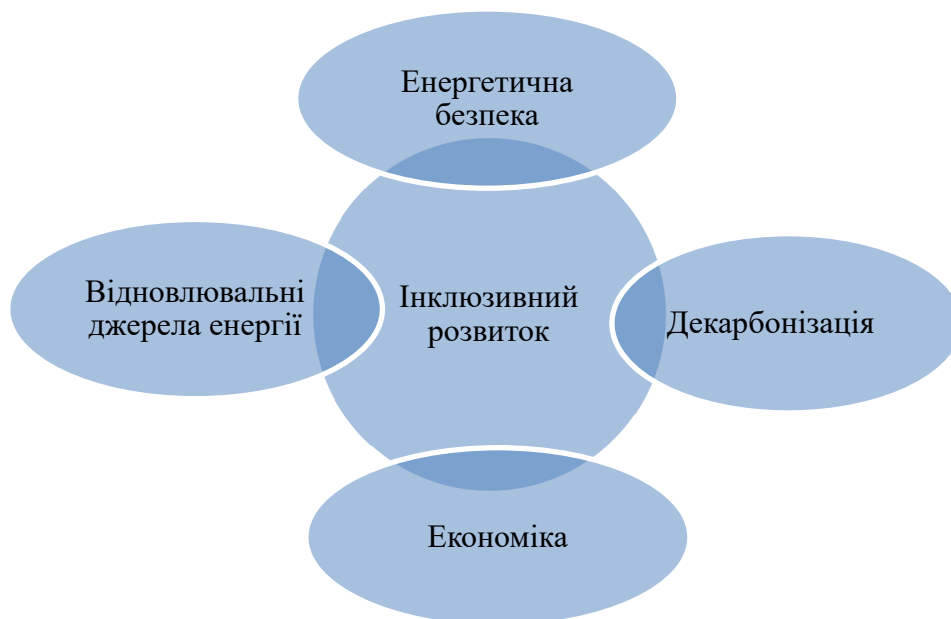 Енергетична
безпека
Відновлювальні
джерела енергії
Інклюзивний
розвиток
Декарбонізація
Економіка